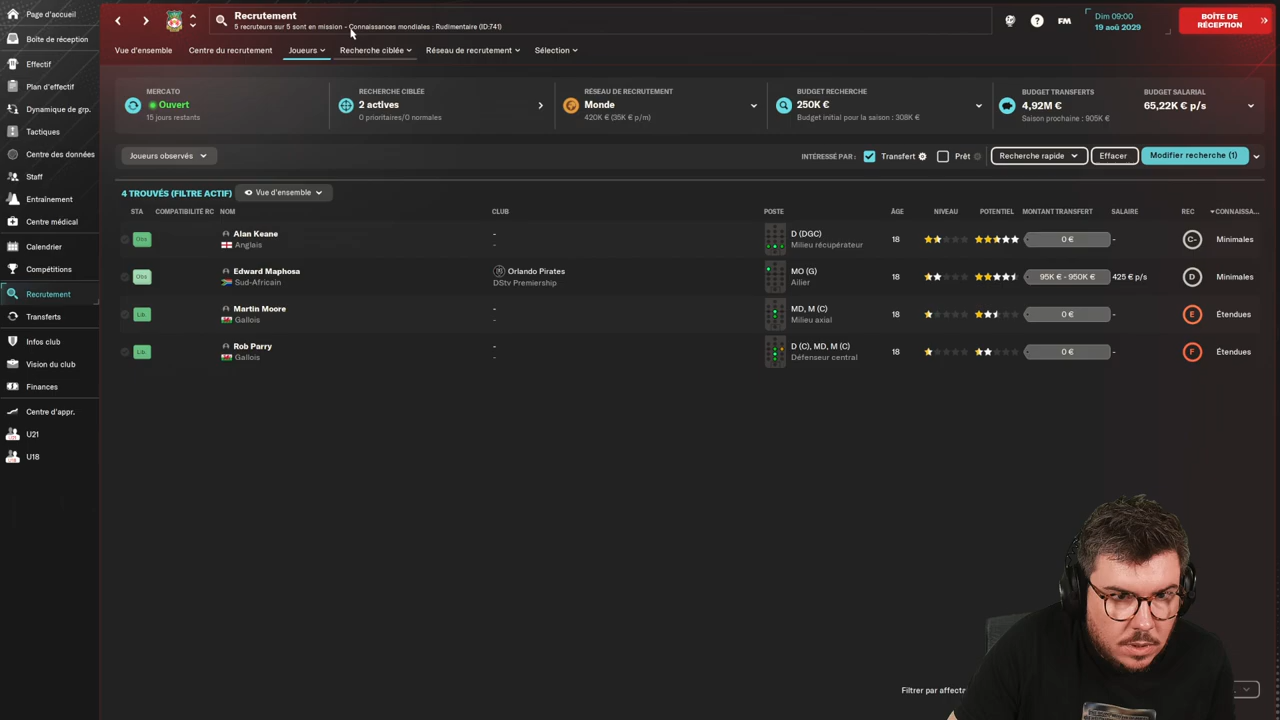 Page d'accueil
Boîte de réception
Effectif
Plan d'effectif
Dynamique de grp.
Tactiques
Centre des données
Staff
Entraînement
Centre médical
Calendrier
Compétitions
Recrutement
Transferts
Infos club
Vision du club
Finances
Centre d'appr.
U21
U18
Recrutement
5 recruteurs sur 5 sont en mission - Connaissances mondiales : Rudimentaire (ID:741)
? FM
Dim 09:00
19 aoû 2029
BOÎTE DE
RÉCEPTION
Vue d'ensemble Centre du recrutement Joueurs Recherche ciblée Réseau de recrutement Sélection
MERCATO
Ouvert
15 jours restants
RECHERCHE CIBLÉE
2 actives
0 prioritaires/0 normales
RÉSEAU DE RECRUTEMENT
Monde
420K € (35K € p/m)
BUDGET RECHERCHE
250K €
Budget initial pour la saison : 308K €
BUDGET TRANSFERTS
4,92M €
Saison prochaine : 905K €
BUDGET SALARIAL
65,22K € p/s
Joueurs observés
INTÉRESSÉ PAR : Transfert Prêt Recherche rapide Effacer Modifier recherche (1)
4 TROUVÉS (FILTRE ACTIF) Vue d'ensemble
STA COMPATIBILITÉ RC NOM CLUB POSTE ÂGE NIVEAU POTENTIEL MONTANT TRANSFERT SALAIRE REC CONNAISSA...
Obs Alan Keane - D (DGC) 18 0 € - C- Minimales
Anglais - Milieu récupérateur
Obs Edward Maphosa Orlando Pirates MO (G) 18 95K € - 950K € 425 € p/s D Minimales
Sud-Africain DStv Premiership Ailier
Lib. Martin Moore - MD, M (C) 18 0 € - E Étendues
Gallois - Milieu axial
Lib. Rob Parry - D (C), MD, M (C) 18 0 € - F Étendues
Gallois - Défenseur central
Filtrer par affecta